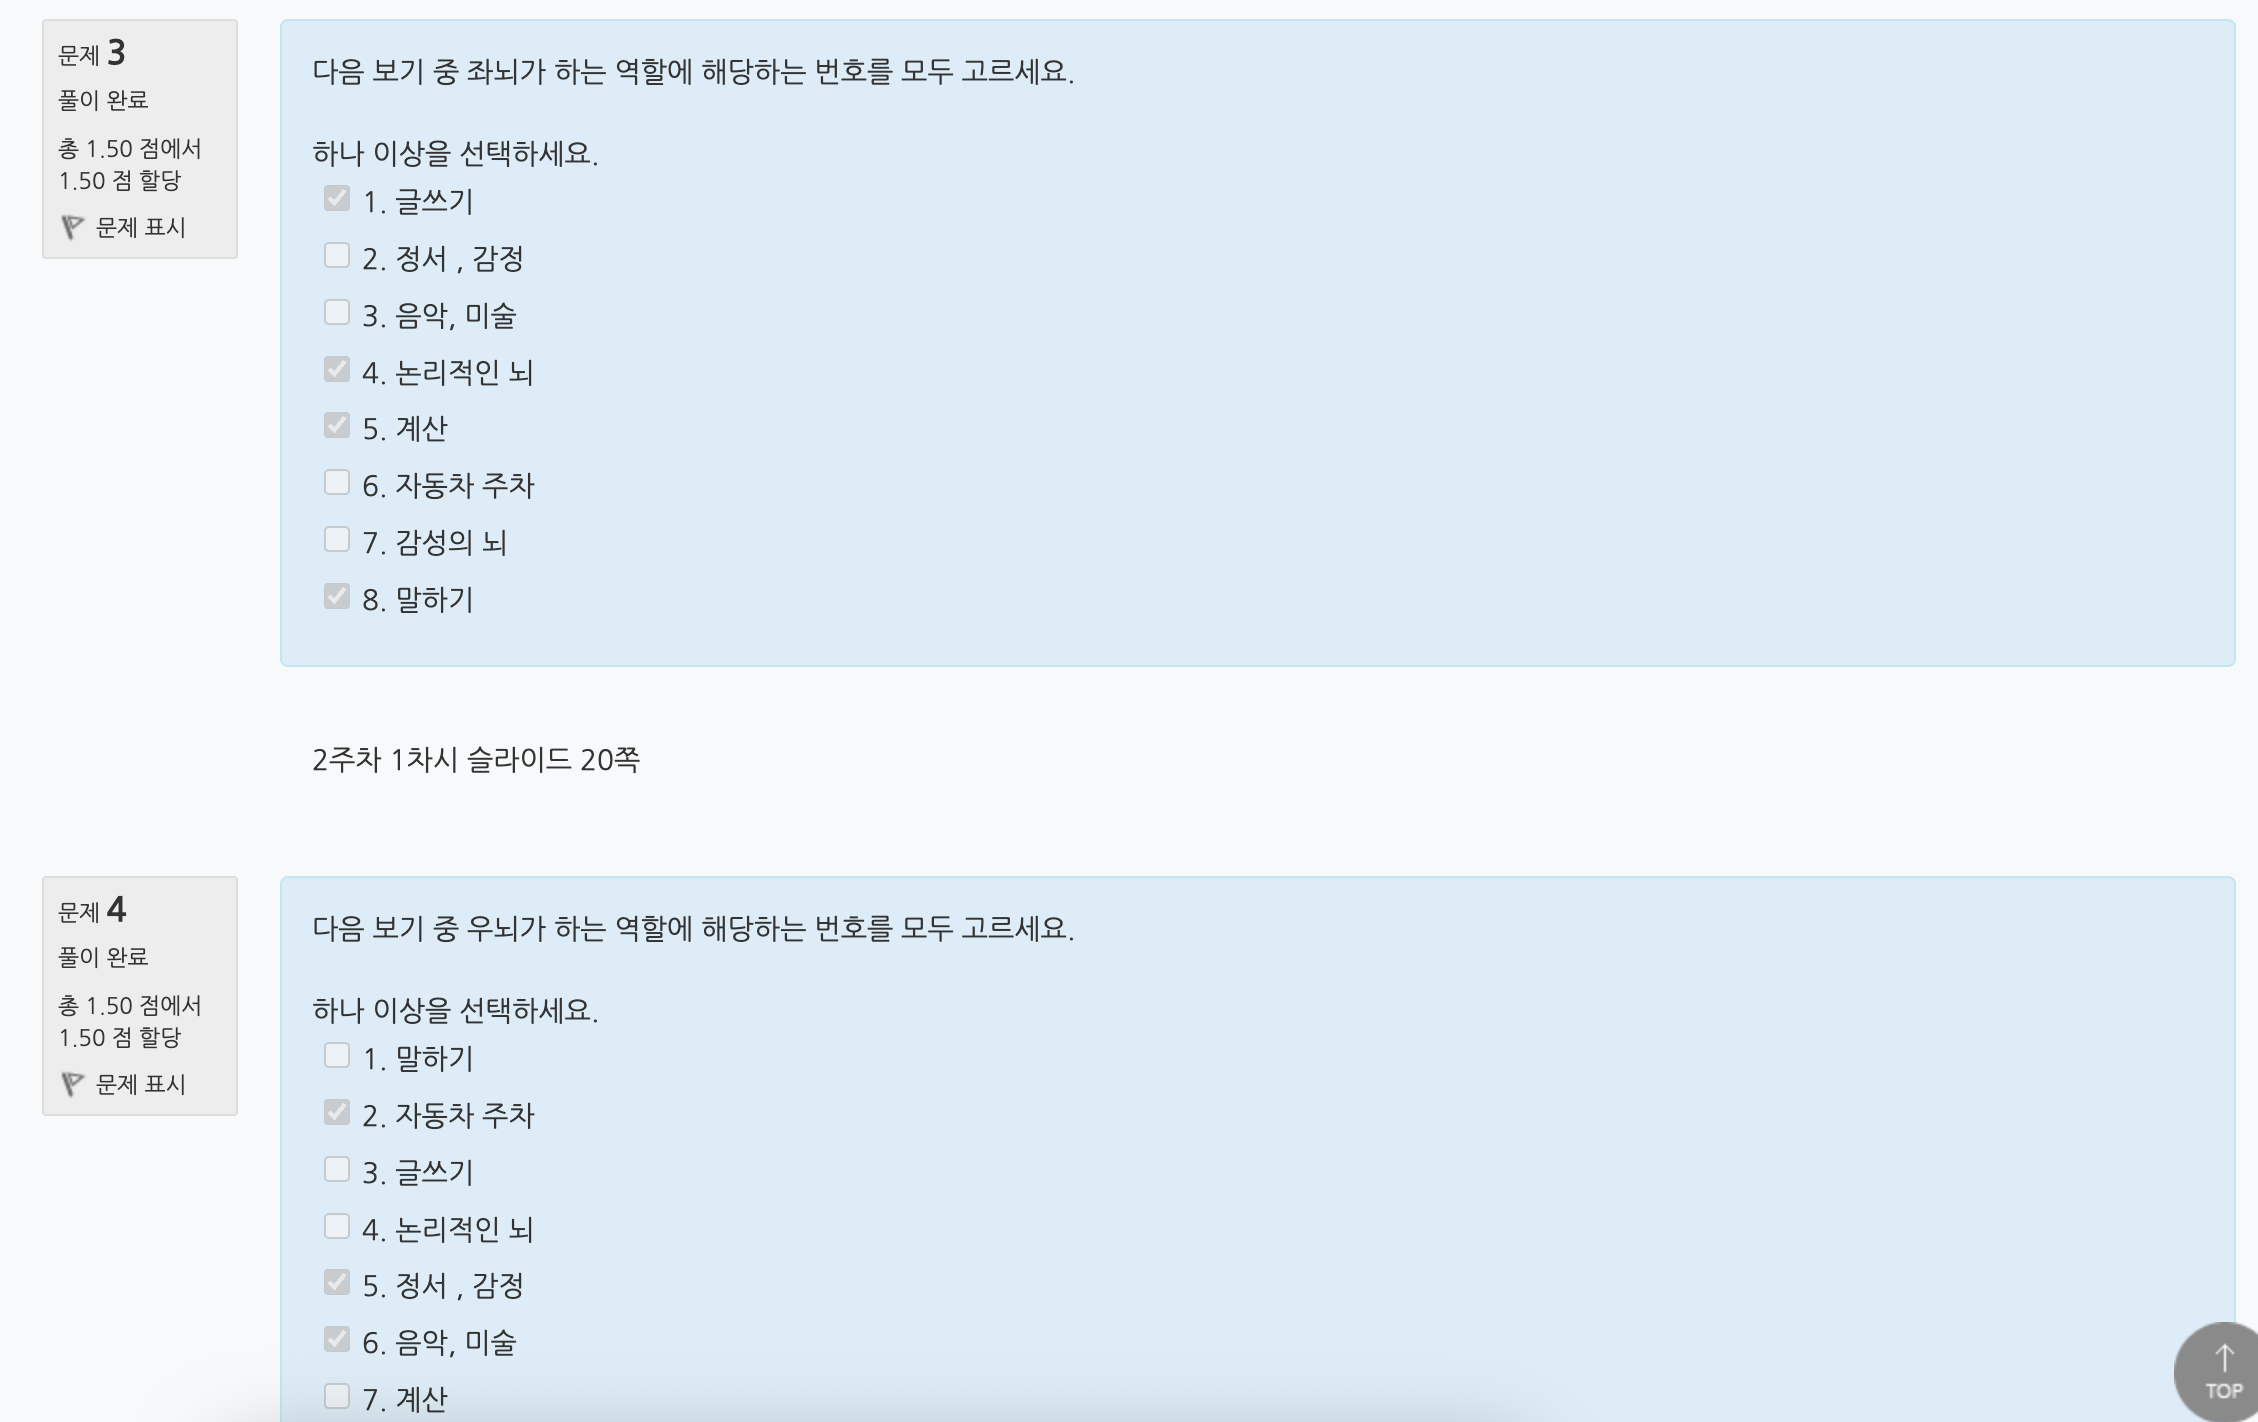 문제 3
풀이 완료
총 1.50 점에서
1.50 점 할당
문제 표시
다음 보기 중 좌뇌가 하는 역할에 해당하는 번호를 모두 고르세요.
하나 이상을 선택하세요.
1. 글쓰기
2. 정서 , 감정
3. 음악, 미술
4. 논리적인 뇌
5. 계산
6. 자동차 주차
7. 감성의 뇌
8. 말하기
2주차 1차시 슬라이드 20쪽
문제 4
풀이 완료
총 1.50 점에서
1.50 점 할당
문제 표시
다음 보기 중 우뇌가 하는 역할에 해당하는 번호를 모두 고르세요.
하나 이상을 선택하세요.
1. 말하기
2. 자동차 주차
3. 글쓰기
4. 논리적인 뇌
5. 정서 , 감정
6. 음악, 미술
7. 계산
TOP